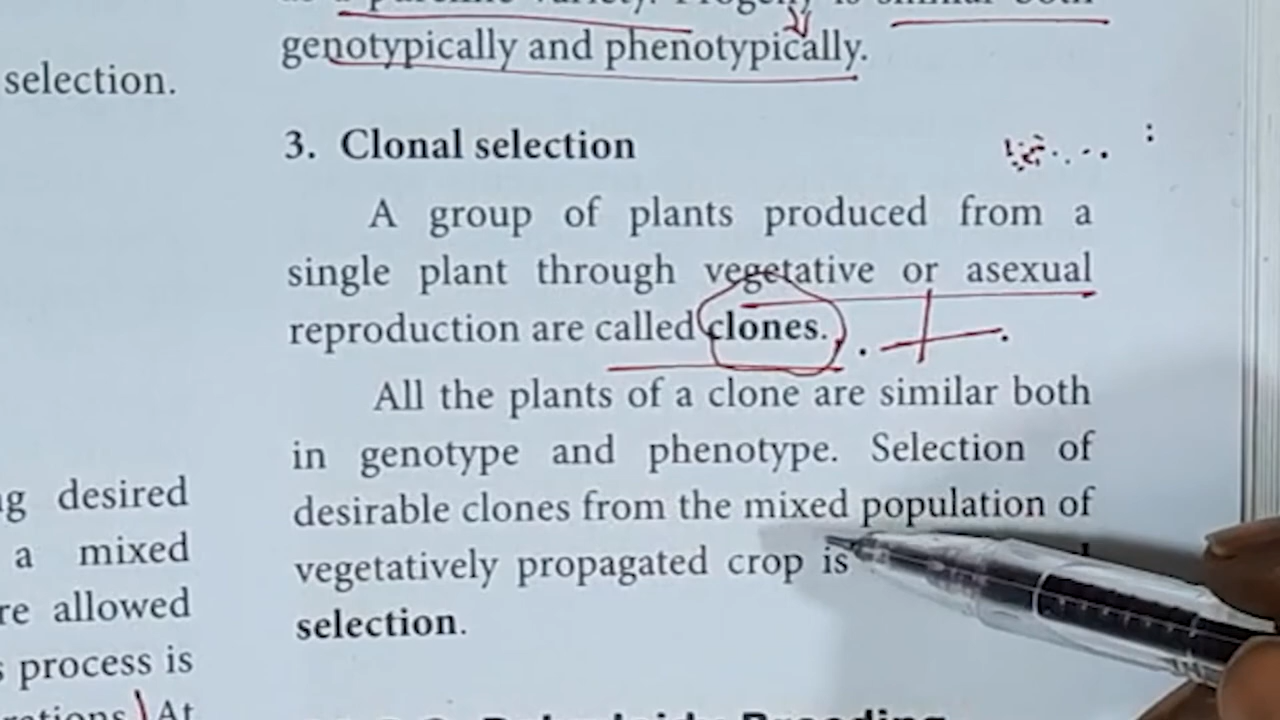 selection.
desired
a mixed
allowed
process is
At
genotypically and phenotypically.
3. Clonal selection
A group of plants produced from a
single plant through vegetative or asexual
reproduction are called clones.
All the plants of a clone are similar both
in genotype and phenotype. Selection of
desirable clones from the mixed population of
vegetatively propagated crop is
selection.
Breeding